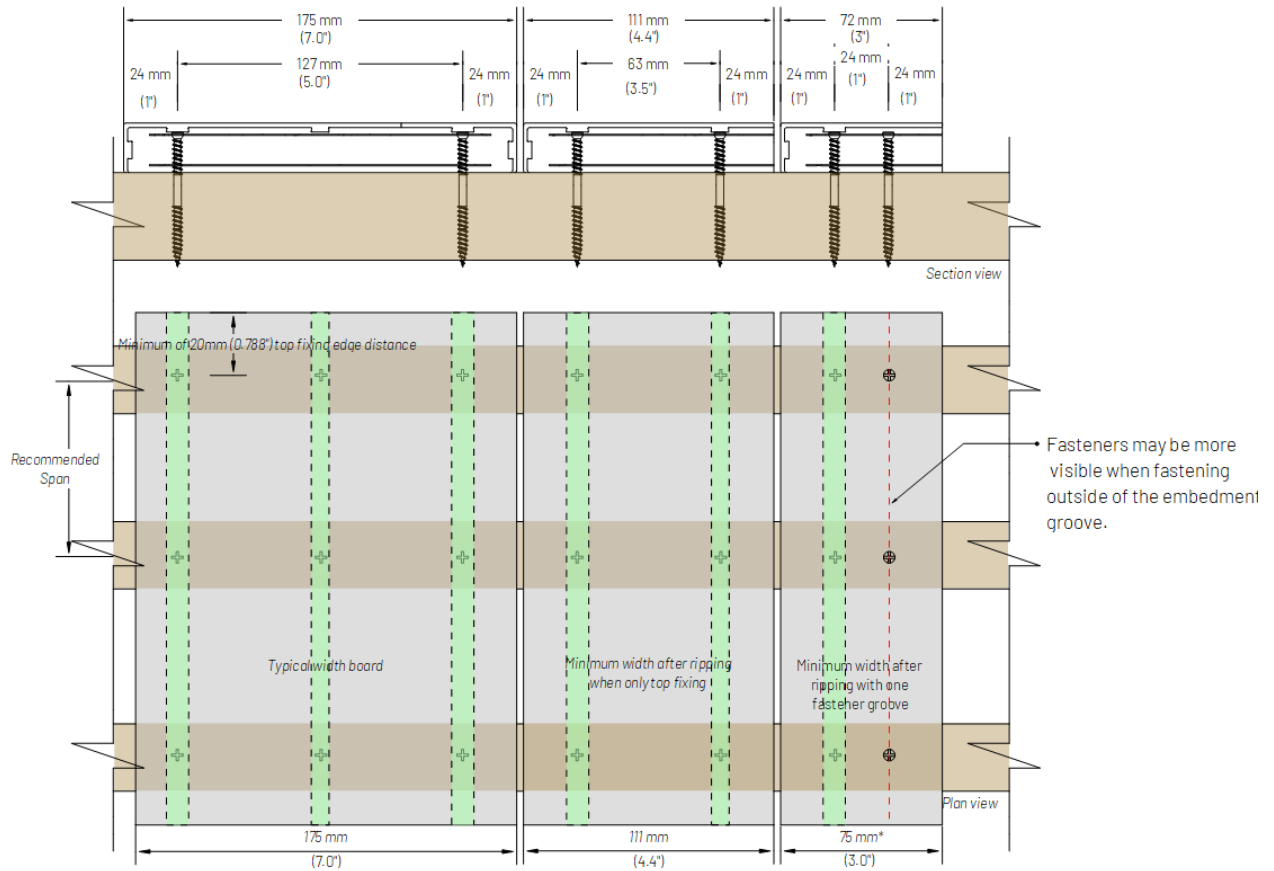 175 mm
(7.0")
111 mm
(4.4")
72 mm
(3")
24 mm
(1")
127 mm
(5.0")
24 mm
(1")
24 mm
(1")
63 mm
(3.5")
24 mm
(1")
24 mm
(1")
24 mm
(1")
24 mm
(1")
Section view
Minimum of 20mm (0.788") top fixing edge distance
Recommended
Span
Fasteners may be more
visible when fastening
outside of the embedment
groove.
Typical width board
Minimum width after ripping
when only top fixing
Minimum width after
ripping with one
fastener groove
Plan view
175 mm
(7.0")
111 mm
(4.4")
75 mm*
(3.0")